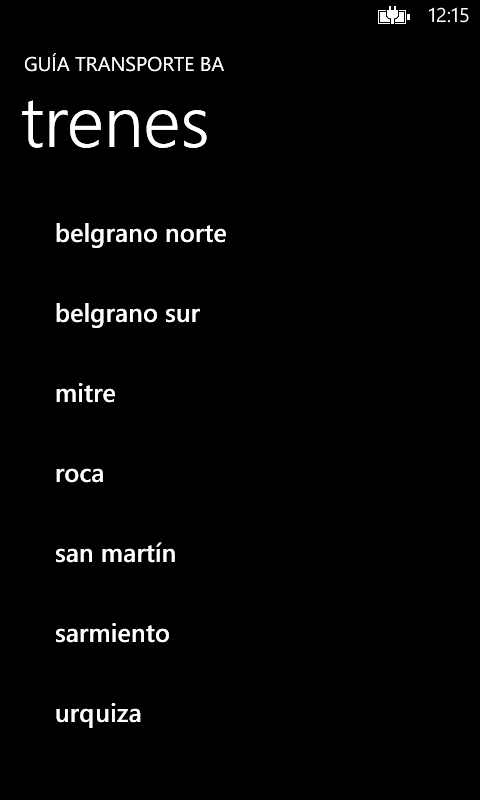 12:15
GUÍA TRANSPORTE BA
trenes
belgrano norte
belgrano sur
mitre
roca
san martín
sarmiento
urquiza